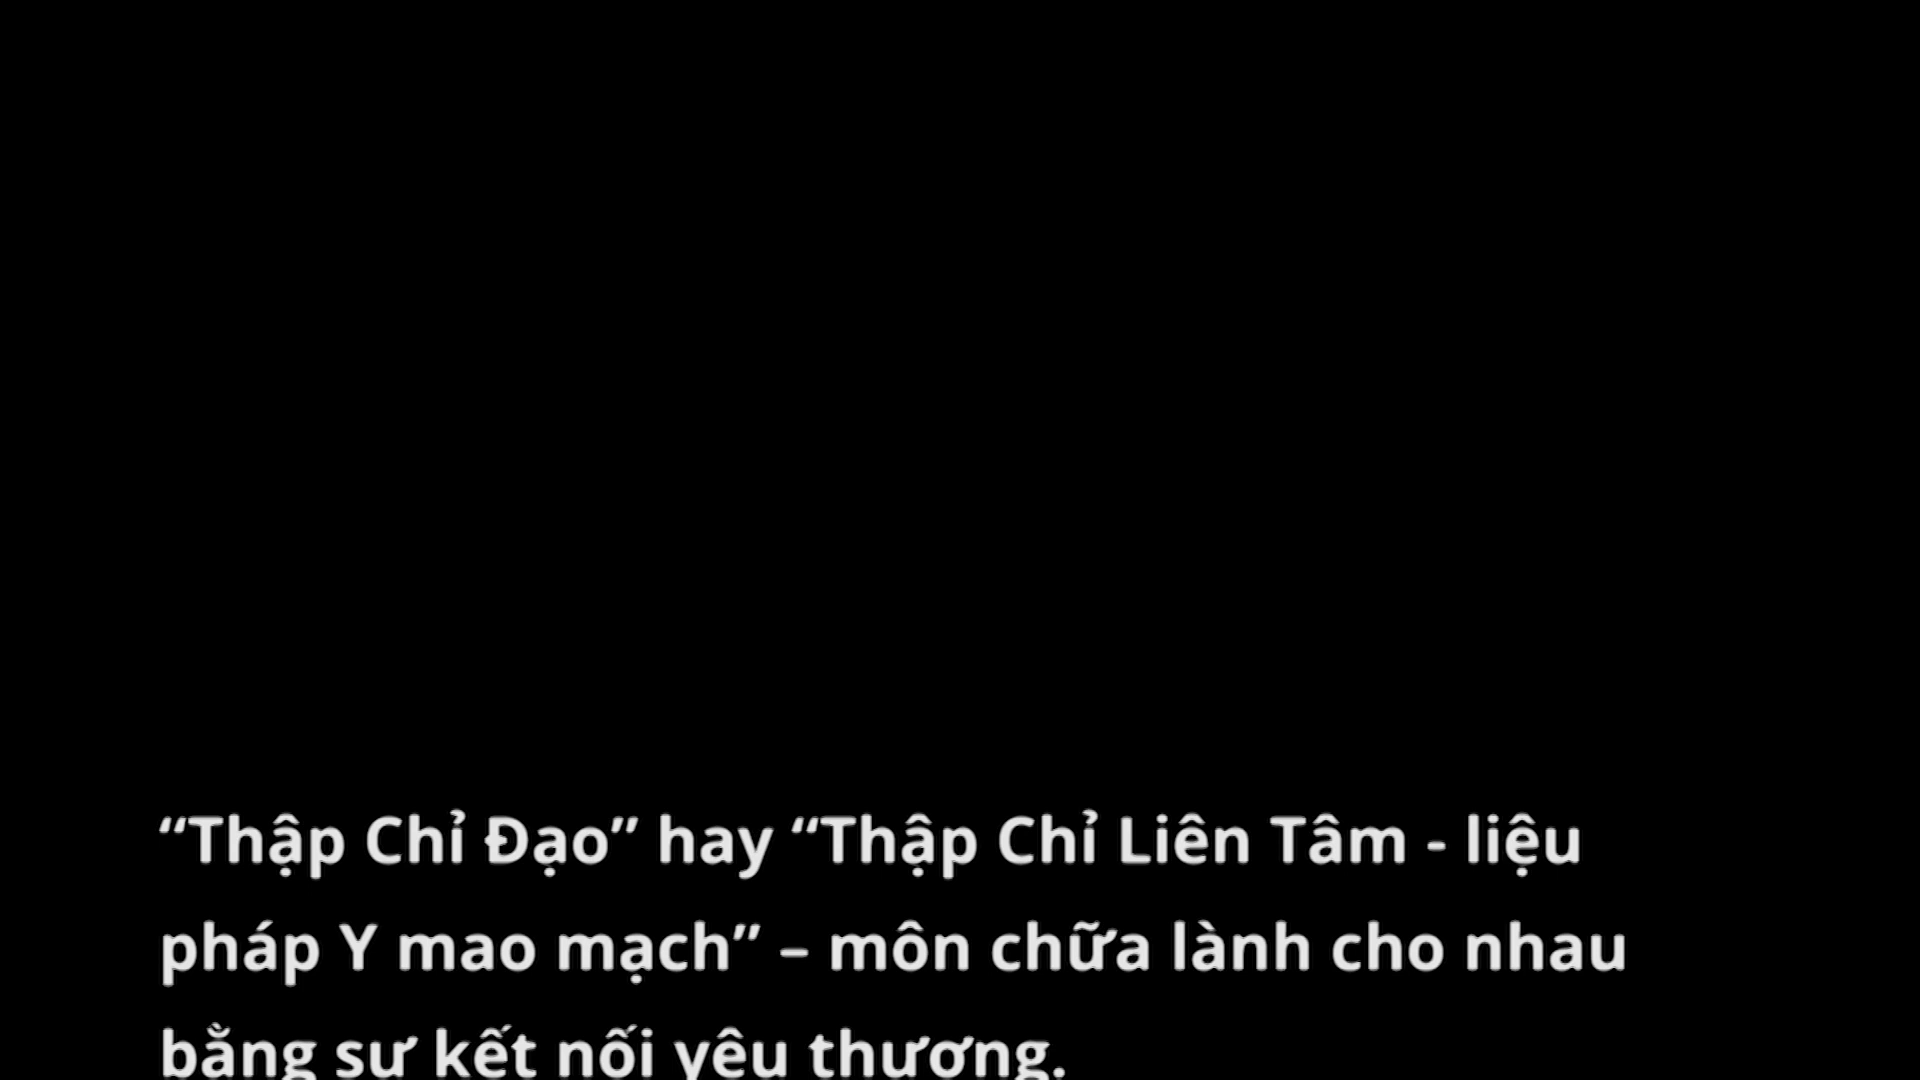 “Thập Chỉ Đạo” hay “Thập Chỉ Liên Tâm - liệu
pháp Y mao mạch” – môn chữa lành cho nhau
bằng sự kết nối yêu thương.